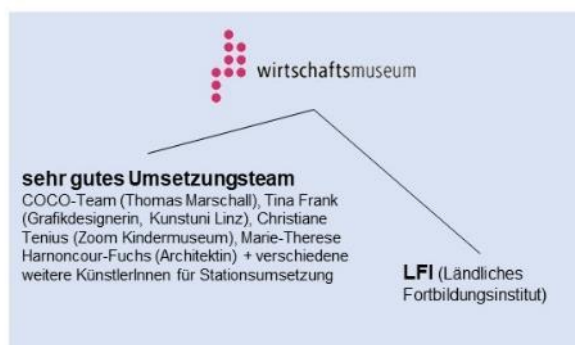 wirtschaftsmuseum
sehr gutes Umsetzungsteam
COCO-Team (Thomas Marschall), Tina Frank
(Grafikdesignerin, Kunstuni Linz), Christiane
Tenius (Zoom Kindermuseum), Marie-Therese
Harnoncour-Fuchs (Architektin) + verschiedene
weitere KünstlerInnen für Stationsumsetzung
LFI (Ländliches
Fortbildungsinstitut)